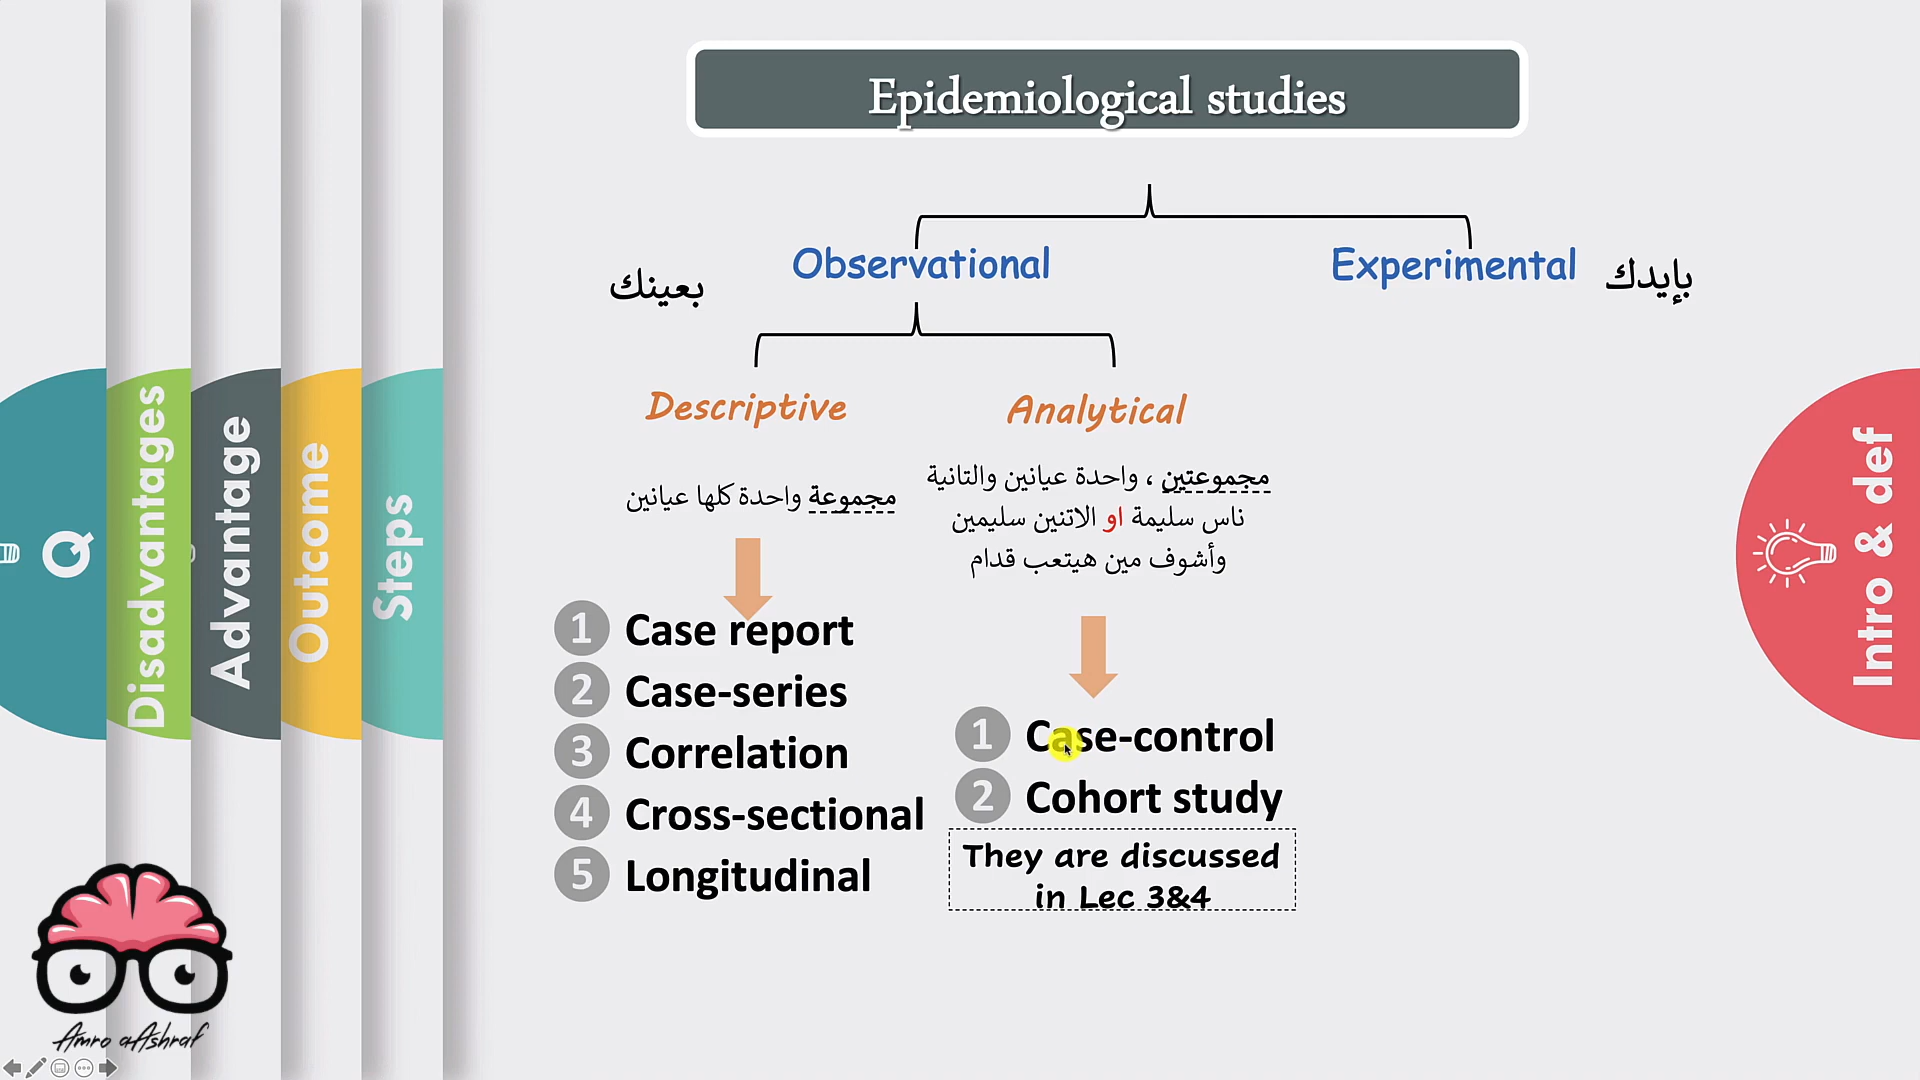 Epidemiological studies
Observational
بعينك
Experimental
بإيدك
Descriptive
Analytical
مجموعة واحدة كلها عيانين
مجموعتين ، واحدة عيانين والتانية
ناس سليمة او الاتنين سليمين
وأشوف مين هيتعب قدام
1 Case report
2 Case-series
3 Correlation
4 Cross-sectional
5 Longitudinal
1 Case-control
2 Cohort study
They are discussed
in Lec 3&4
Q
Disadvantages
Advantage
Outcome
Steps
Intro & def
Amro aAshraf